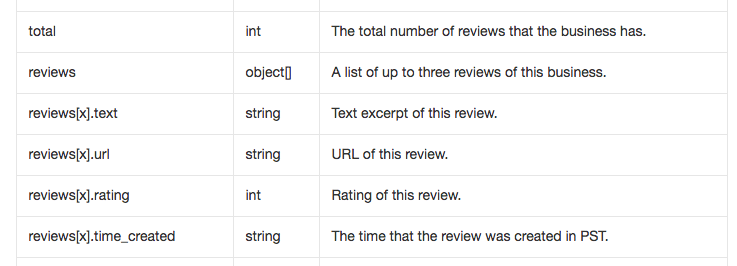 total int The total number of reviews that the business has.
reviews object[] A list of up to three reviews of this business.
reviews[x].text string Text excerpt of this review.
reviews[x].url string URL of this review.
reviews[x].rating int Rating of this review.
reviews[x].time_created string The time that the review was created in PST.